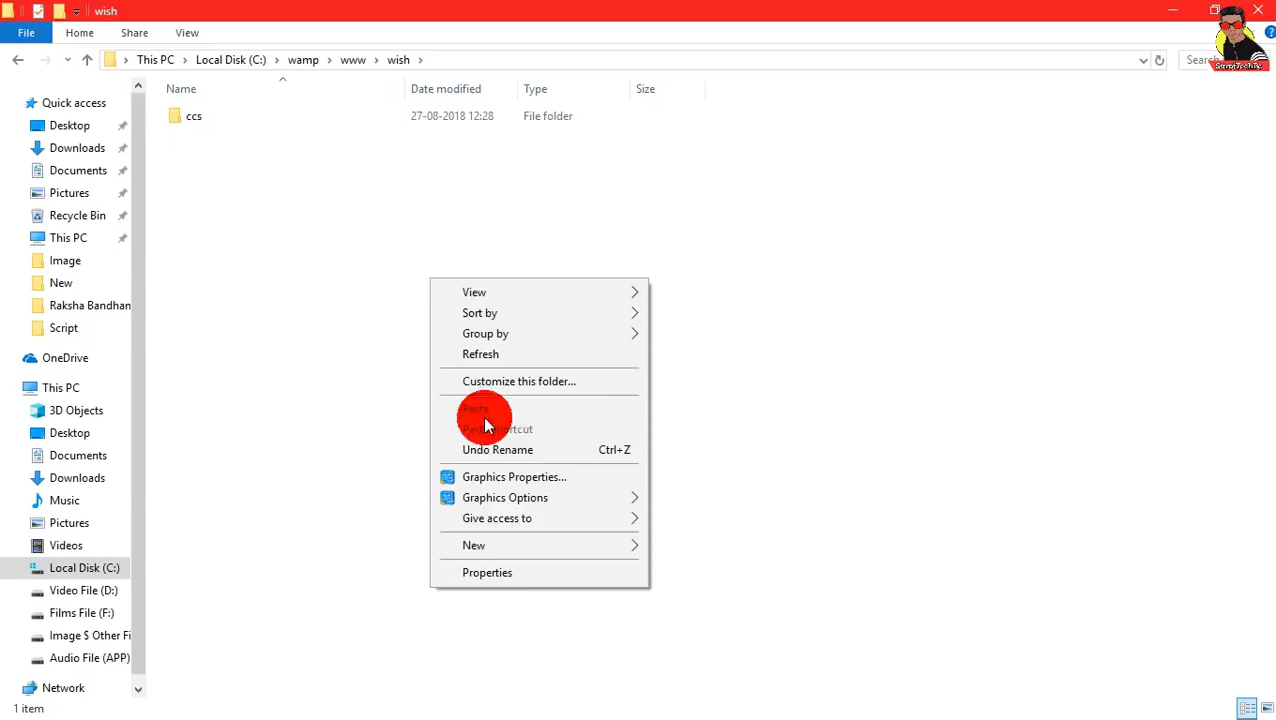 wish
File Home Share View
This PC Local Disk (C:) wamp www wish
Name Date modified Type Size
ccs 27-08-2018 12:28 File folder
Quick access
Desktop
Downloads
Documents
Pictures
Recycle Bin
This PC
Image
New
Raksha Bandhan
Script
OneDrive
This PC
3D Objects
Desktop
Documents
Downloads
Music
Pictures
Videos
Local Disk (C:)
Video File (D:)
Films File (F:)
Image $ Other Fi
Audio File (APP)
Network
1 item
View
Sort by
Group by
Refresh
Customize this folder...
Undo Rename Ctrl+Z
Graphics Properties...
Graphics Options
Give access to
New
Properties